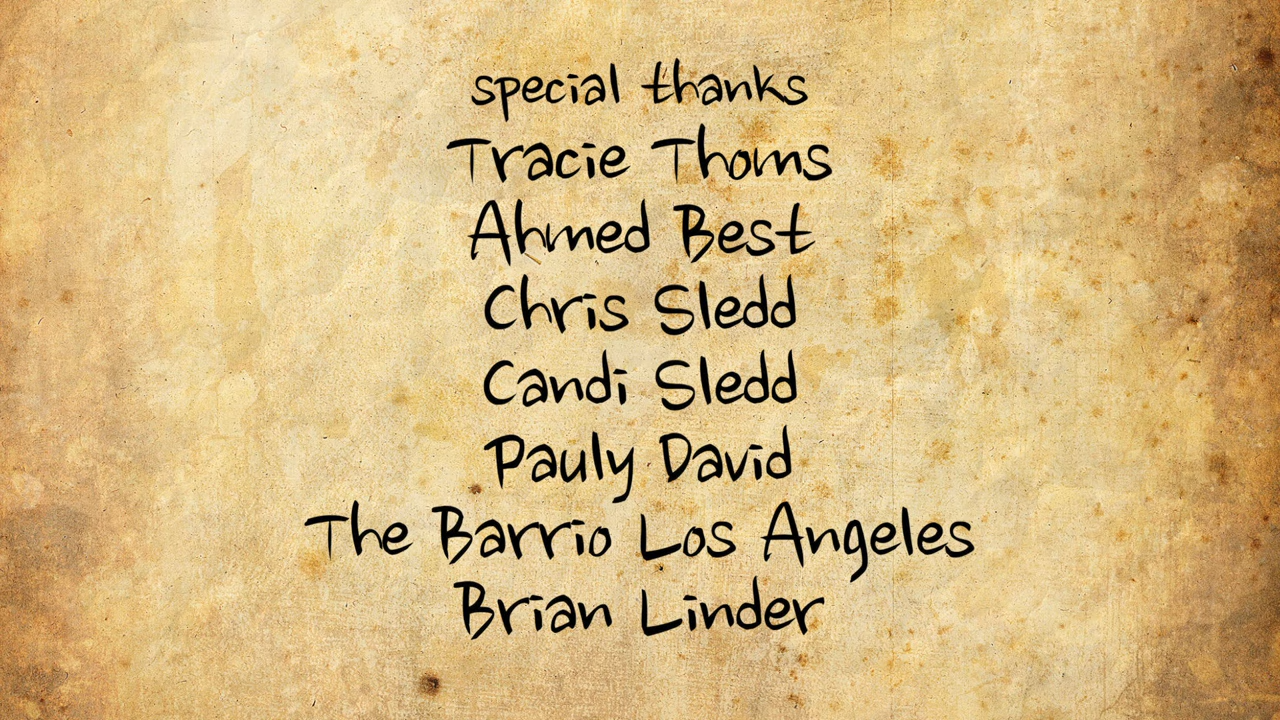 special thanks
Tracie Thoms
Ahmed Best
Chris Sledd
Candi Sledd
Pauly David
The Barrio Los Angeles
Brian Linder